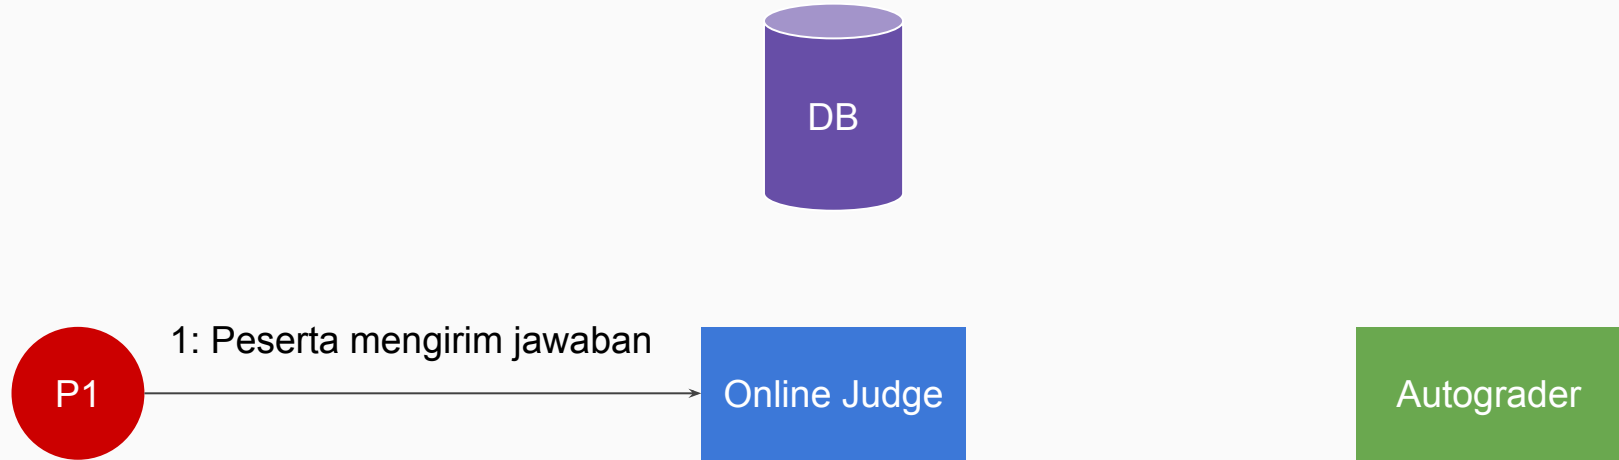 DB
1: Peserta mengirim jawaban
P1
Online Judge
Autograder